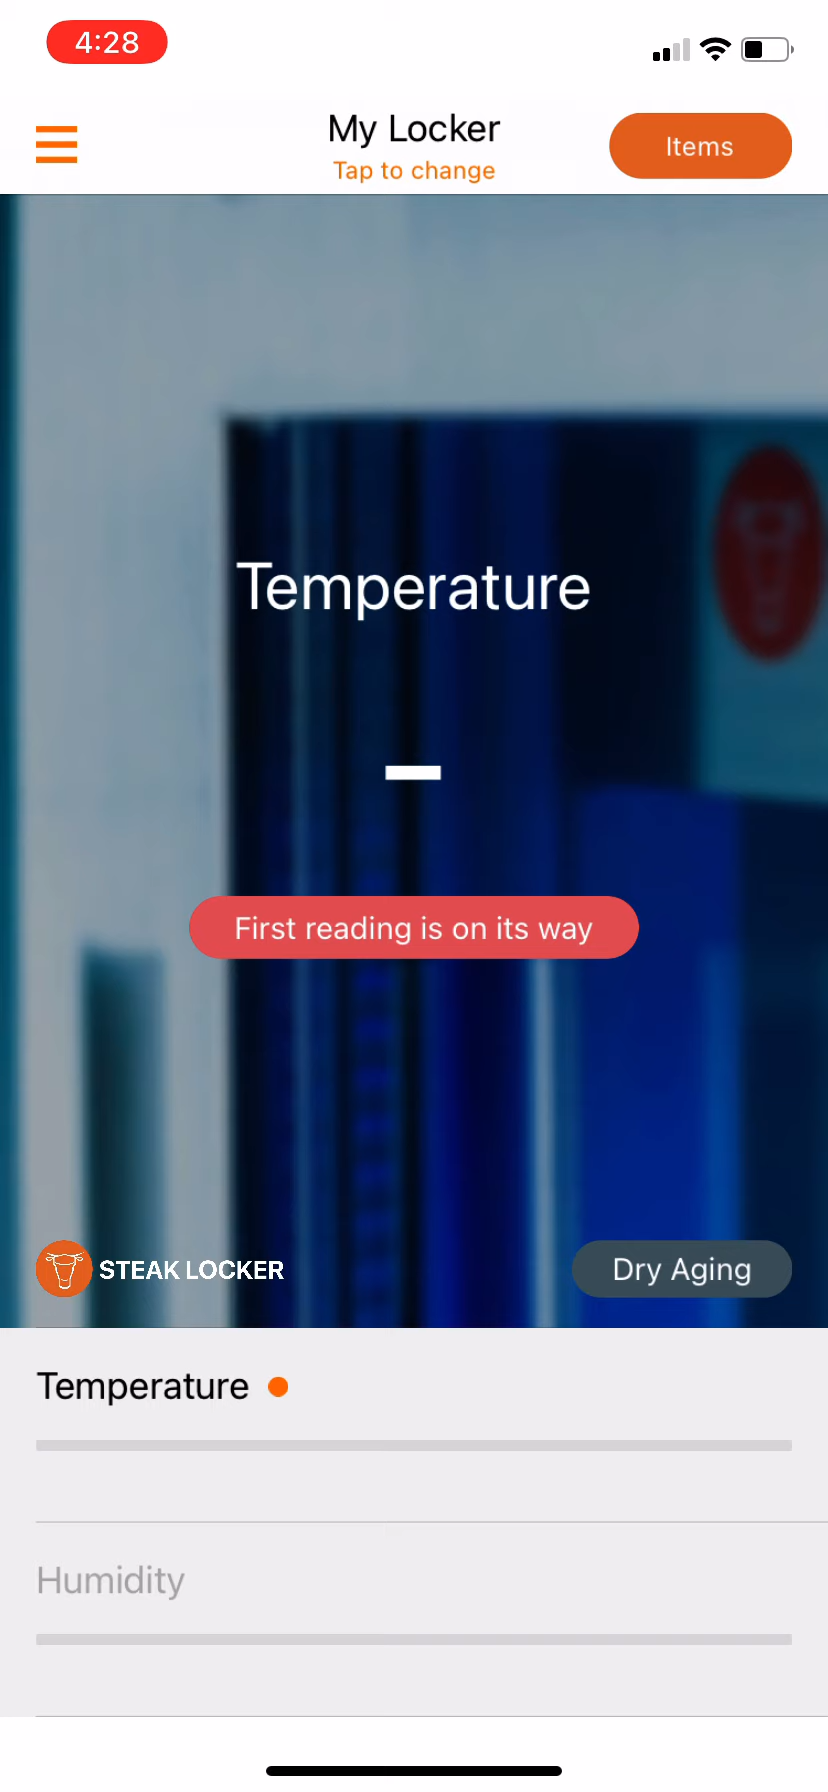 4:28
My Locker
Tap to change
Items
Temperature
–
First reading is on its way
STEAK LOCKER
Dry Aging
Temperature
Humidity